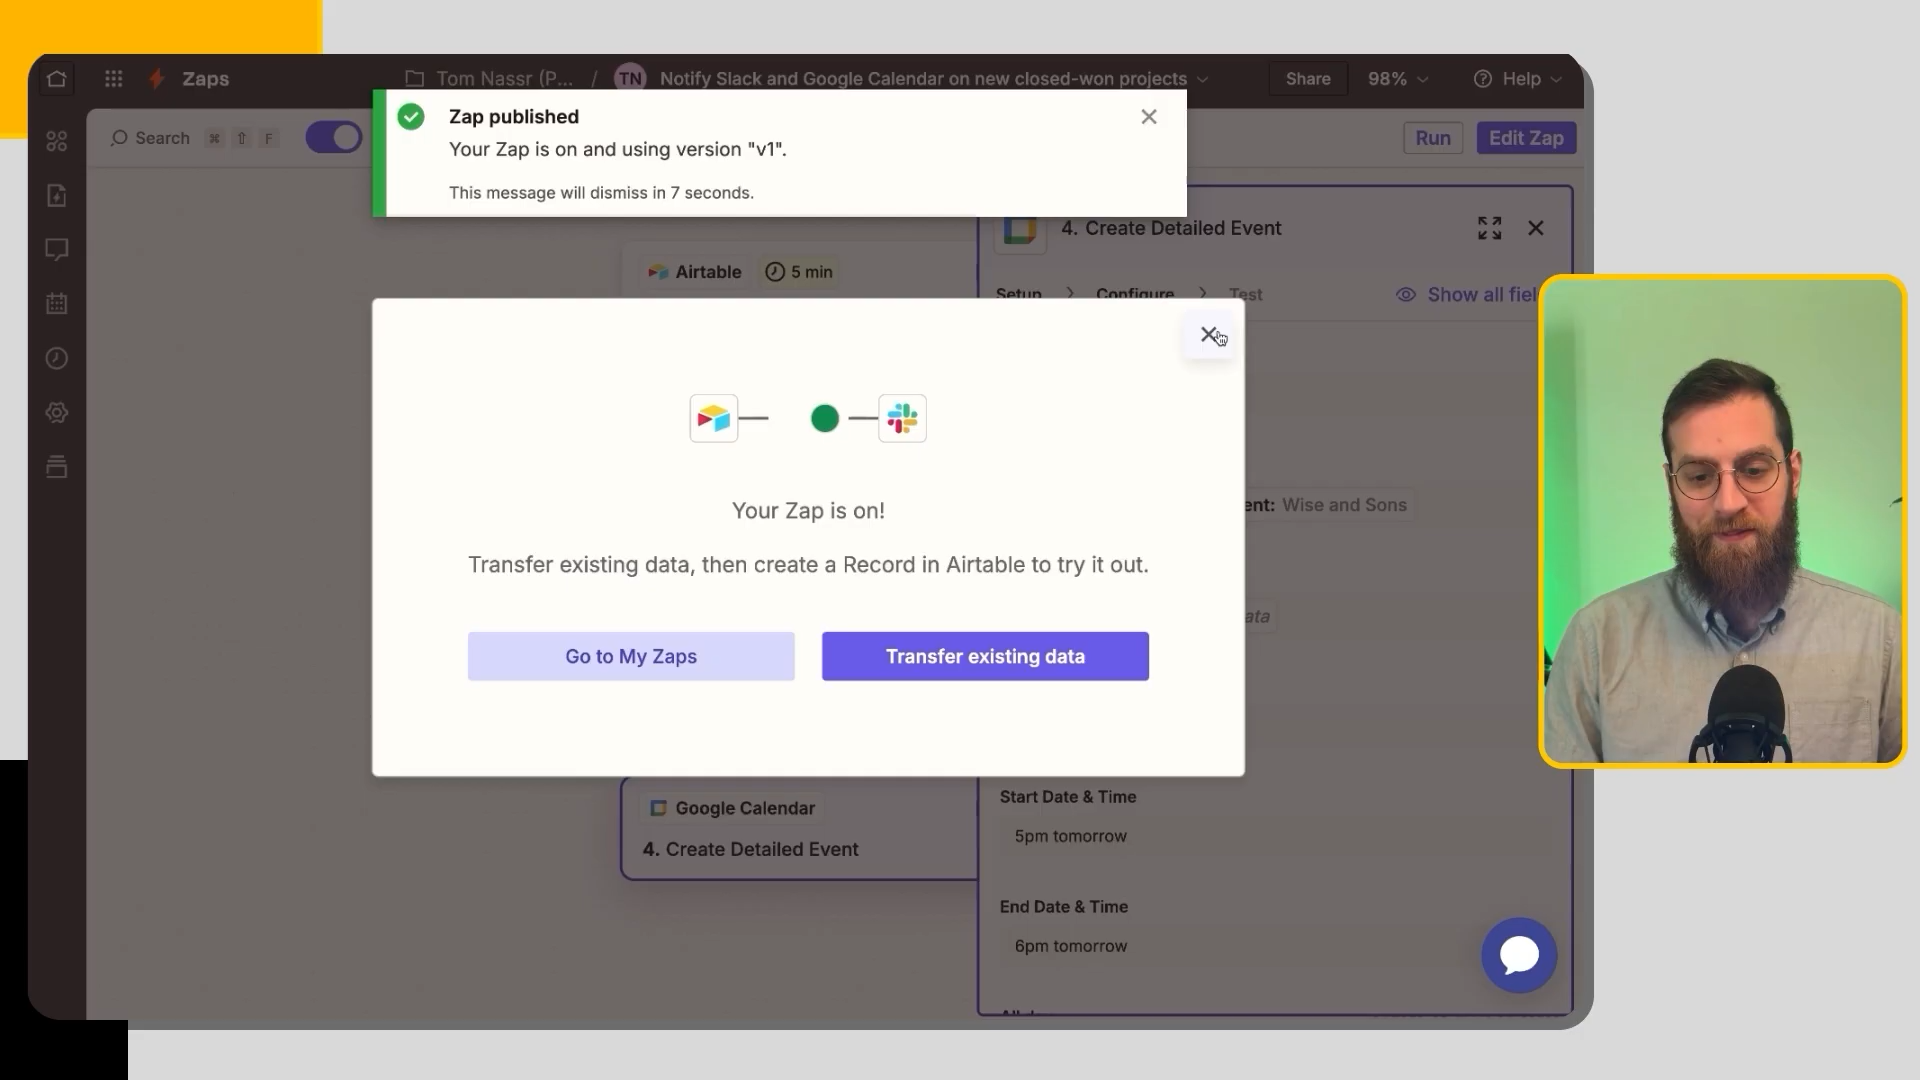 Zaps
Tom Nassr (P... / TN Notify Slack and Google Calendar on new closed-won projects
Share
98%
Help
Zap published
Your Zap is on and using version "v1".
This message will dismiss in 7 seconds.
Search ⌘ ⇧ F
Run
Edit Zap
4. Create Detailed Event
Airtable
5 min
Setup
Configure
Test
Show all fiel
ent: Wise and Sons
Your Zap is on!
Transfer existing data, then create a Record in Airtable to try it out.
ata
Go to My Zaps
Transfer existing data
Google Calendar
4. Create Detailed Event
Start Date & Time
5pm tomorrow
End Date & Time
6pm tomorrow